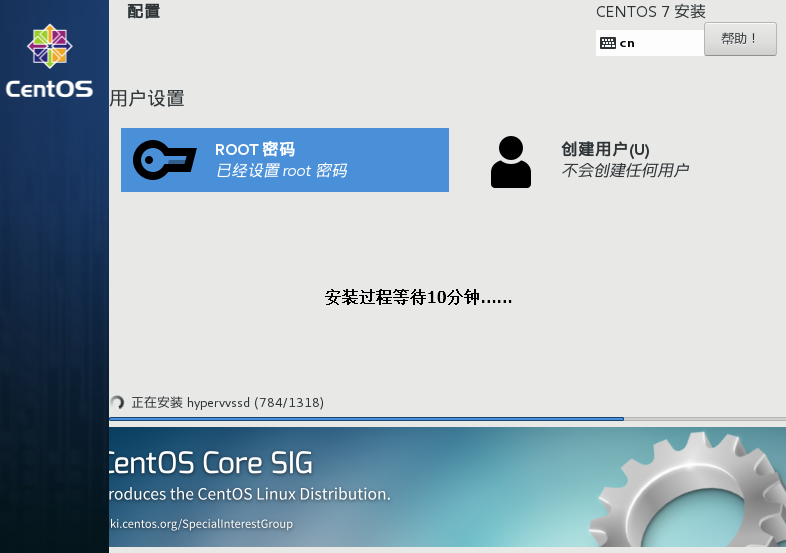 CentOS
配置
CENTOS 7 安装
cn
帮助！
用户设置
ROOT 密码
已经设置 root 密码
创建用户(U)
不会创建任何用户
安装过程等待10分钟……
正在安装 hypervvssd (784/1318)
CentOS Core SIG
roduces the CentOS Linux Distribution.
ki.centos.org/SpecialInterestGroup